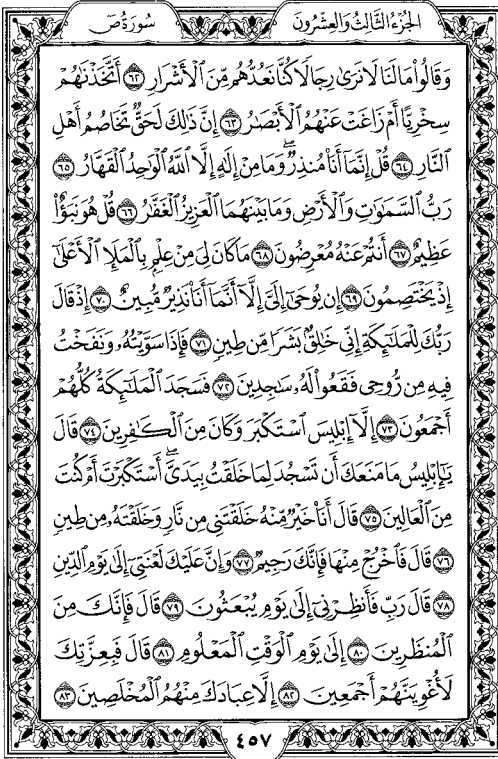 الجزء الثالث والعشرون
سورة ص
وَقَالُوا۟ مَا لَنَا لَا نَرَىٰ رِجَالًا كُنَّا نَعُدُّهُم مِّنَ ٱلْأَشْرَارِ ٦٢ أَتَّخَذْنَٰهُمْ
سِخْرِيًّا أَمْ زَاغَتْ عَنْهُمُ ٱلْأَبْصَٰرُ ٦٣ إِنَّ ذَٰلِكَ لَحَقٌّ تَخَاصُمُ أَهْلِ
ٱلنَّارِ ٦٤ قُلْ إِنَّمَآ أَنَا۠ مُنذِرٌ ۖ وَمَا مِنْ إِلَٰهٍ إِلَّا ٱللَّهُ ٱلْوَٰحِدُ ٱلْقَهَّارُ ٦٥
رَبُّ ٱلسَّمَٰوَٰتِ وَٱلْأَرْضِ وَمَا بَيْنَهُمَا ٱلْعَزِيزُ ٱلْغَفَّٰرُ ٦٦ قُلْ هُوَ نَبَؤٌا۟
عَظِيمٌ ٦٧ أَنتُمْ عَنْهُ مُعْرِضُونَ ٦٨ مَا كَانَ لِىَ مِنْ عِلْمٍۭ بِٱلْمَلَإِ ٱلْأَعْلَىٰٓ
إِذْ يَخْتَصِمُونَ ٦٩ إِن يُوحَىٰٓ إِلَىَّ إِلَّآ أَنَّمَآ أَنَا۠ نَذِيرٌ مُّبِينٌ ٧٠ إِذْ قَالَ
رَبُّكَ لِلْمَلَٰٓئِكَةِ إِنِّى خَٰلِقٌۢ بَشَرًا مِّن طِينٍ ٧١ فَإِذَا سَوَّيْتُهُۥ وَنَفَخْتُ
فِيهِ مِن رُّوحِى فَقَعُوا۟ لَهُۥ سَٰجِدِينَ ٧٢ فَسَجَدَ ٱلْمَلَٰٓئِكَةُ كُلُّهُمْ
أَجْمَعُونَ ٧٣ إِلَّآ إِبْلِيسَ ٱسْتَكْبَرَ وَكَانَ مِنَ ٱلْكَٰفِرِينَ ٧٤ قَالَ
يَٰٓإِبْلِيسُ مَا مَنَعَكَ أَن تَسْجُدَ لِمَا خَلَقْتُ بِيَدَىَّ ۖ أَسْتَكْبَرْتَ أَمْ كُنتَ
مِنَ ٱلْعَالِينَ ٧٥ قَالَ أَنَا۠ خَيْرٌ مِّنْهُ ۖ خَلَقْتَنِى مِن نَّارٍ وَخَلَقْتَهُۥ مِن طِينٍ
٧٦ قَالَ فَٱخْرُجْ مِنْهَا فَإِنَّكَ رَجِيمٌ ٧٧ وَإِنَّ عَلَيْكَ لَعْنَتِىٓ إِلَىٰ يَوْمِ ٱلدِّينِ
٧٨ قَالَ رَبِّ فَأَنظِرْنِىٓ إِلَىٰ يَوْمِ يُبْعَثُونَ ٧٩ قَالَ فَإِنَّكَ مِنَ
ٱلْمُنظَرِينَ ٨٠ إِلَىٰ يَوْمِ ٱلْوَقْتِ ٱلْمَعْلُومِ ٨١ قَالَ فَبِعِزَّتِكَ
لَأُغْوِيَنَّهُمْ أَجْمَعِينَ ٨٢ إِلَّا عِبَادَكَ مِنْهُمُ ٱلْمُخْلَصِينَ ٨٣
٤٥٧